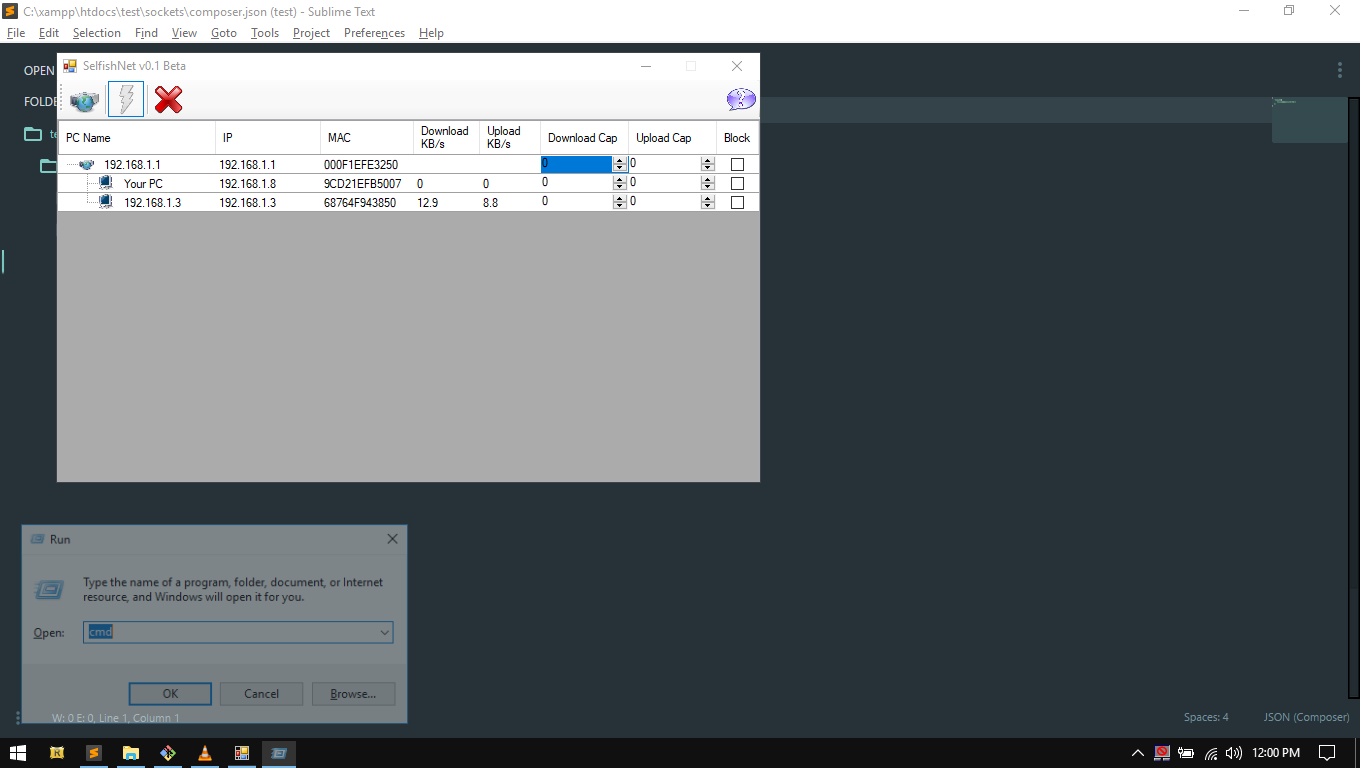 C:\xampp\htdocs\test\sockets\composer.json (test) - Sublime Text
File Edit Selection Find View Goto Tools Project Preferences Help
OPEN
FOLDE
te
SelfishNet v0.1 Beta
PC Name IP MAC Download KB/s Upload KB/s Download Cap Upload Cap Block
192.168.1.1 192.168.1.1 000F1EFE3250 0 0
Your PC 192.168.1.8 9CD21EFB5007 0 0 0 0
192.168.1.3 192.168.1.3 68764F943850 12.9 8.8 0 0
Run
Type the name of a program, folder, document, or Internet
resource, and Windows will open it for you.
Open: cmd
OK Cancel Browse...
W: 0 E: 0, Line 1, Column 1
Spaces: 4 JSON (Composer)
12:00 PM